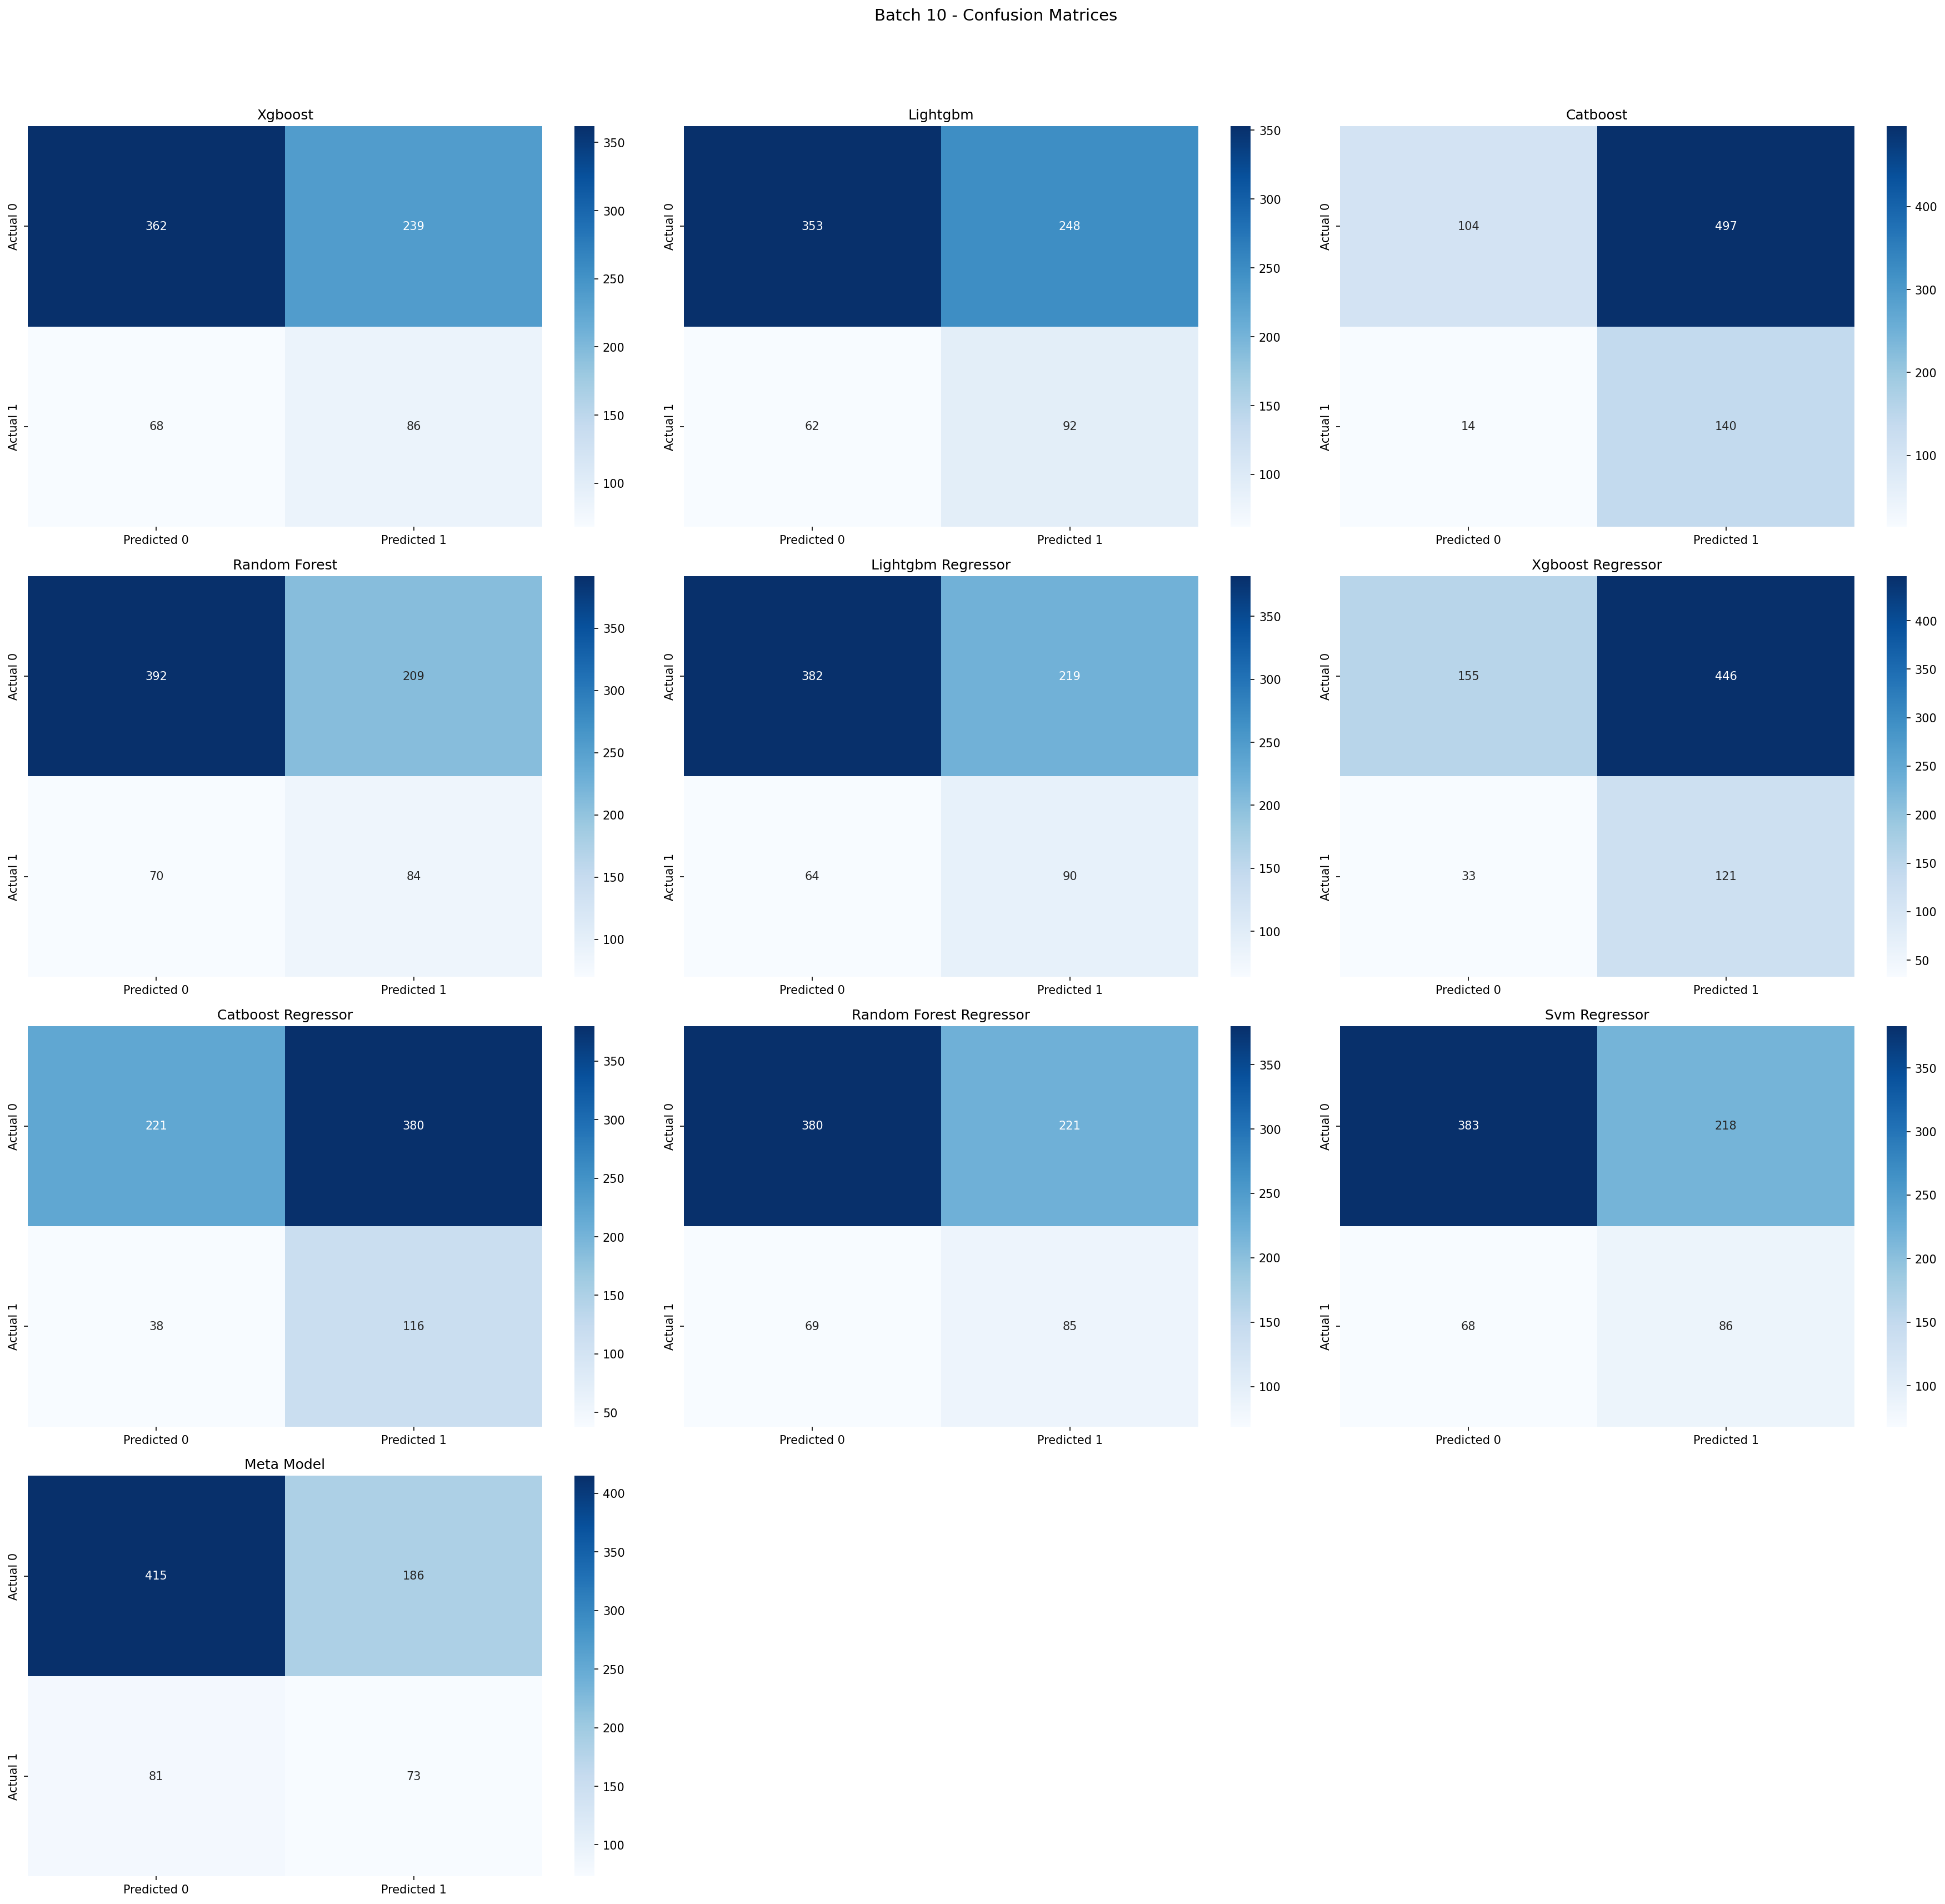 Batch 10 - Confusion Matrices
Xgboost
Actual 0
362 239
350
300
250
200
150
100
Actual 1
68 86
Predicted 0 Predicted 1
Lightgbm
Actual 0
353 248
350
300
250
200
150
100
Actual 1
62 92
Predicted 0 Predicted 1
Catboost
Actual 0
104 497
400
300
200
100
Actual 1
14 140
Predicted 0 Predicted 1
Random Forest
Actual 0
392 209
350
300
250
200
150
100
Actual 1
70 84
Predicted 0 Predicted 1
Lightgbm Regressor
Actual 0
382 219
350
300
250
200
150
100
Actual 1
64 90
Predicted 0 Predicted 1
Xgboost Regressor
Actual 0
155 446
400
350
300
250
200
150
100
50
Actual 1
33 121
Predicted 0 Predicted 1
Catboost Regressor
Actual 0
221 380
350
300
250
200
150
100
50
Actual 1
38 116
Predicted 0 Predicted 1
Random Forest Regressor
Actual 0
380 221
350
300
250
200
150
100
Actual 1
69 85
Predicted 0 Predicted 1
Svm Regressor
Actual 0
383 218
350
300
250
200
150
100
Actual 1
68 86
Predicted 0 Predicted 1
Meta Model
Actual 0
415 186
400
350
300
250
200
150
100
Actual 1
81 73
Predicted 0 Predicted 1